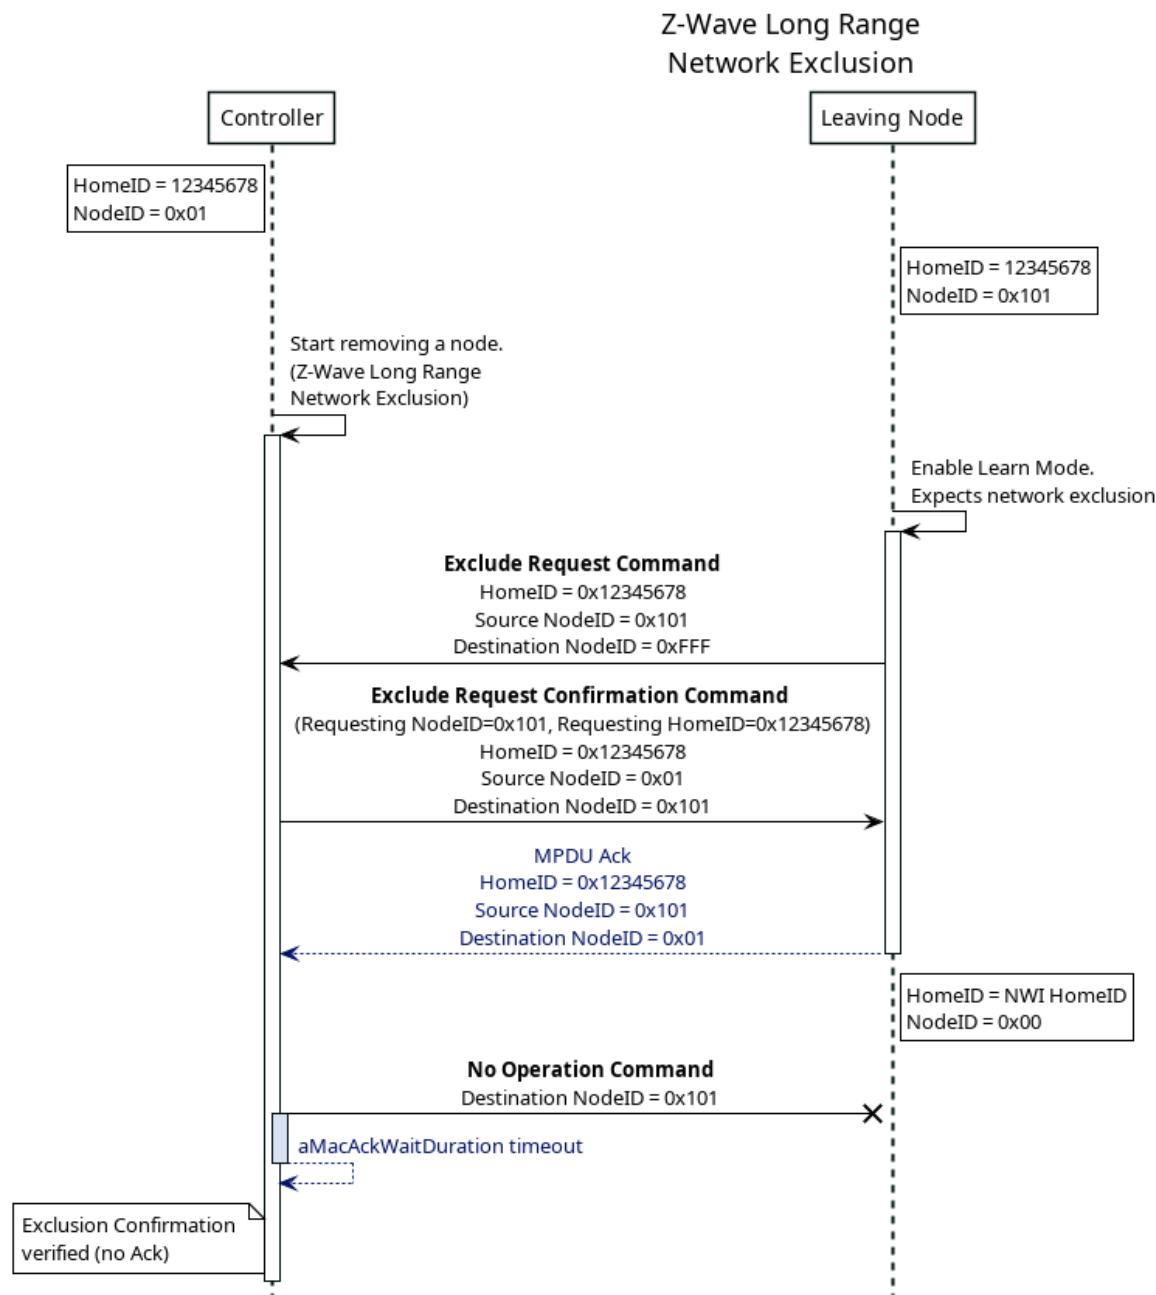 Z-Wave Long Range
Network Exclusion
Controller
Leaving Node
HomeID = 12345678
NodeID = 0x01
HomeID = 12345678
NodeID = 0x101
Start removing a node.
(Z-Wave Long Range
Network Exclusion)
Enable Learn Mode.
Expects network exclusion
Exclude Request Command
HomeID = 0x12345678
Source NodeID = 0x101
Destination NodeID = 0xFFF
Exclude Request Confirmation Command
(Requesting NodeID=0x101, Requesting HomeID=0x12345678)
HomeID = 0x12345678
Source NodeID = 0x01
Destination NodeID = 0x101
MPDU Ack
HomeID = 0x12345678
Source NodeID = 0x101
Destination NodeID = 0x01
HomeID = NWI HomeID
NodeID = 0x00
No Operation Command
Destination NodeID = 0x101
aMacAckWaitDuration timeout
Exclusion Confirmation
verified (no Ack)